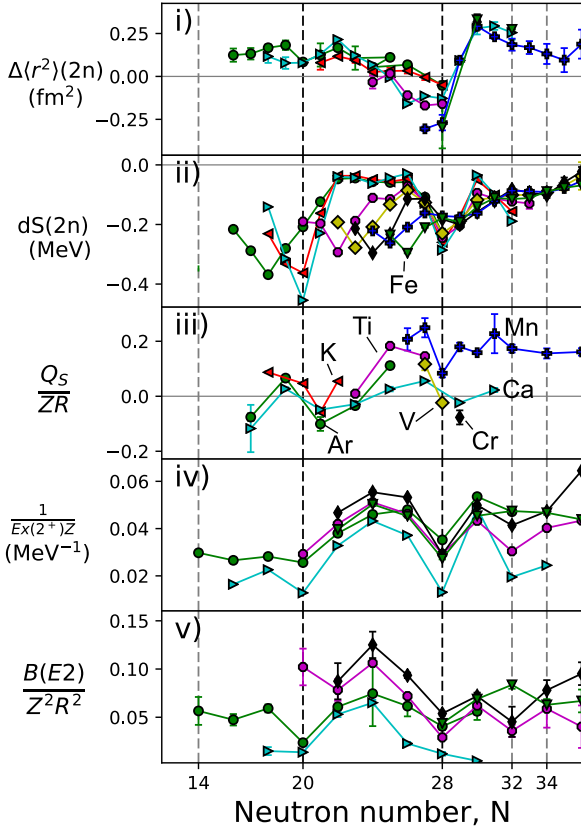 i)
0.25
0.00
−0.25
Δ⟨r²⟩(2n)
(fm²)
ii)
0.0
−0.2
−0.4
dS(2n)
(MeV)
Fe
iii)
0.2
0.0
−0.2
Q_S
ZR
Ti
K
Mn
Ca
V
Ar
Cr
iv)
0.06
0.04
0.02
1
Ex(2⁺)Z
(MeV⁻¹)
v)
0.15
0.10
0.05
B(E2)
Z²R²
14 20 28 32 34
Neutron number, N